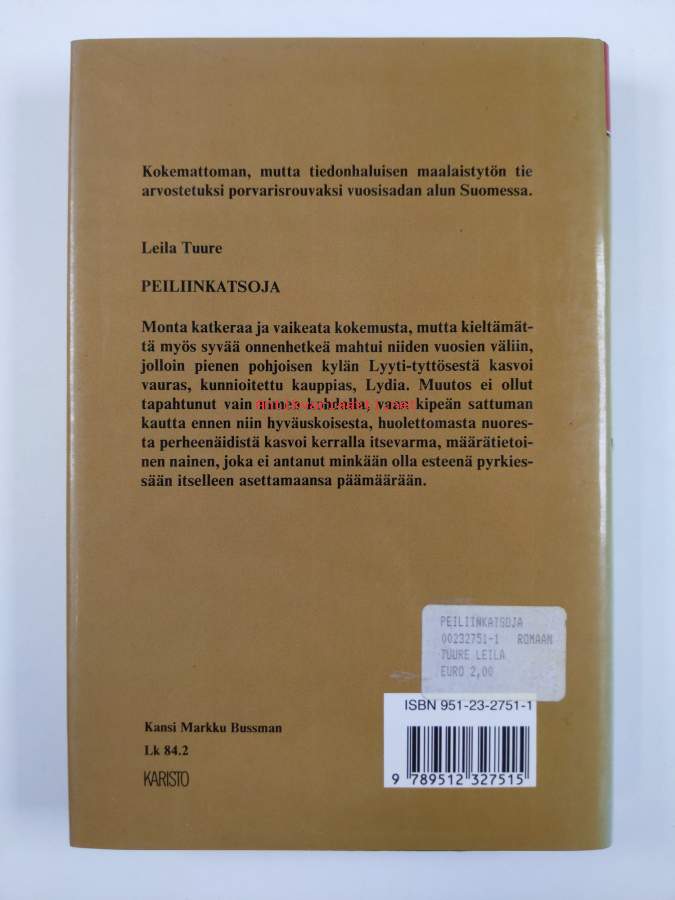 Kokemattoman, mutta tiedonhaluisen maalaistytön tie
arvostetuksi porvarisrouvaksi vuosisadan alun Suomessa.
Leila Tuure
PEILIINKATSOJA
Monta katkeraa ja vaikeata kokemusta, mutta kieltämät-
tä myös syvää onnenhetkeä mahtui niiden vuosien väliin,
jolloin pienen pohjoisen kylän Lyyti-tyttösestä kasvoi
vauras, kunnioitettu kauppias, Lydia. Muutos ei ollut
tapahtunut vain kohdalla, vaan kipeän sattuman
kautta ennen niin hyväuskoisesta, huolettomasta nuores-
ta perheenäidistä kasvoi kerralla itsevarma, määrätietoi-
nen nainen, joka ei antanut minkään olla esteenä pyrkies-
sään itselleen asettamaansa päämäärään.
PEILIINKATSOJA
00232751-1 ROMAAN
TUURE LEILA
EURO 2,00
ISBN 951-23-2751-1
9 789512 327515
Kansi Markku Bussman
Lk 84.2
KARISTO